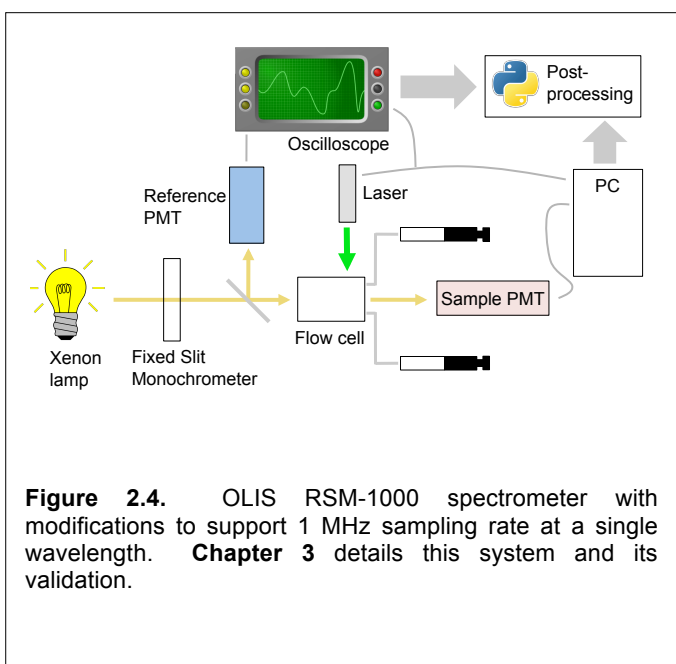 Oscilloscope
Post-
processing
Reference
PMT
Laser
PC
Xenon
lamp
Fixed Slit
Monochrometer
Flow cell
Sample PMT
Figure 2.4. OLIS RSM-1000 spectrometer with
modifications to support 1 MHz sampling rate at a single
wavelength. Chapter 3 details this system and its
validation.